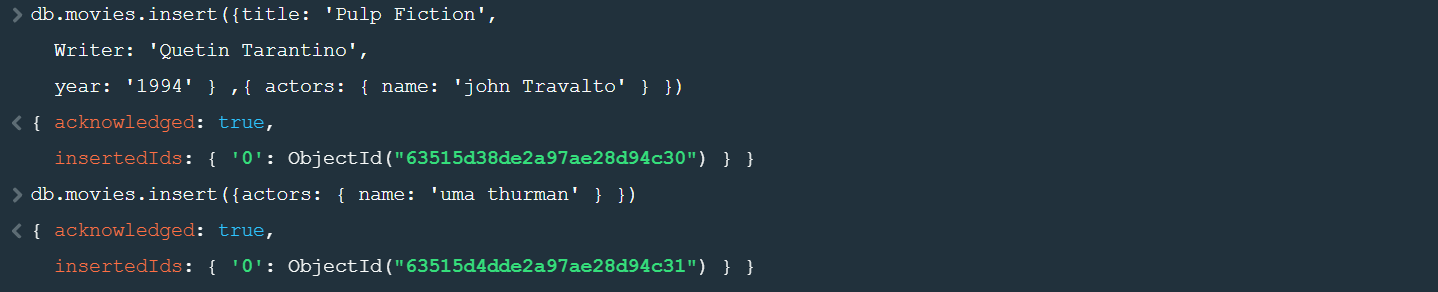 > db.movies.insert({title: 'Pulp Fiction',
Writer: 'Quetin Tarantino',
year: '1994' } ,{ actors: { name: 'john Travalto' } })
< { acknowledged: true,
insertedIds: { '0': ObjectId("63515d38de2a97ae28d94c30") } }
> db.movies.insert({actors: { name: 'uma thurman' } })
< { acknowledged: true,
insertedIds: { '0': ObjectId("63515d4dde2a97ae28d94c31") } }